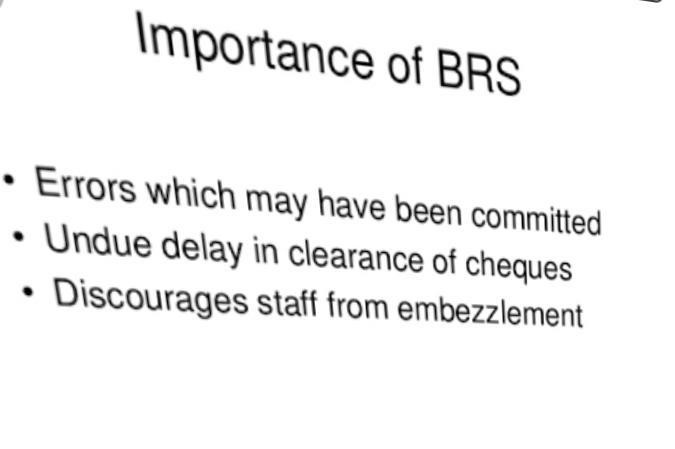 Importance of BRS
• Errors which may have been committed
• Undue delay in clearance of cheques
• Discourages staff from embezzlement